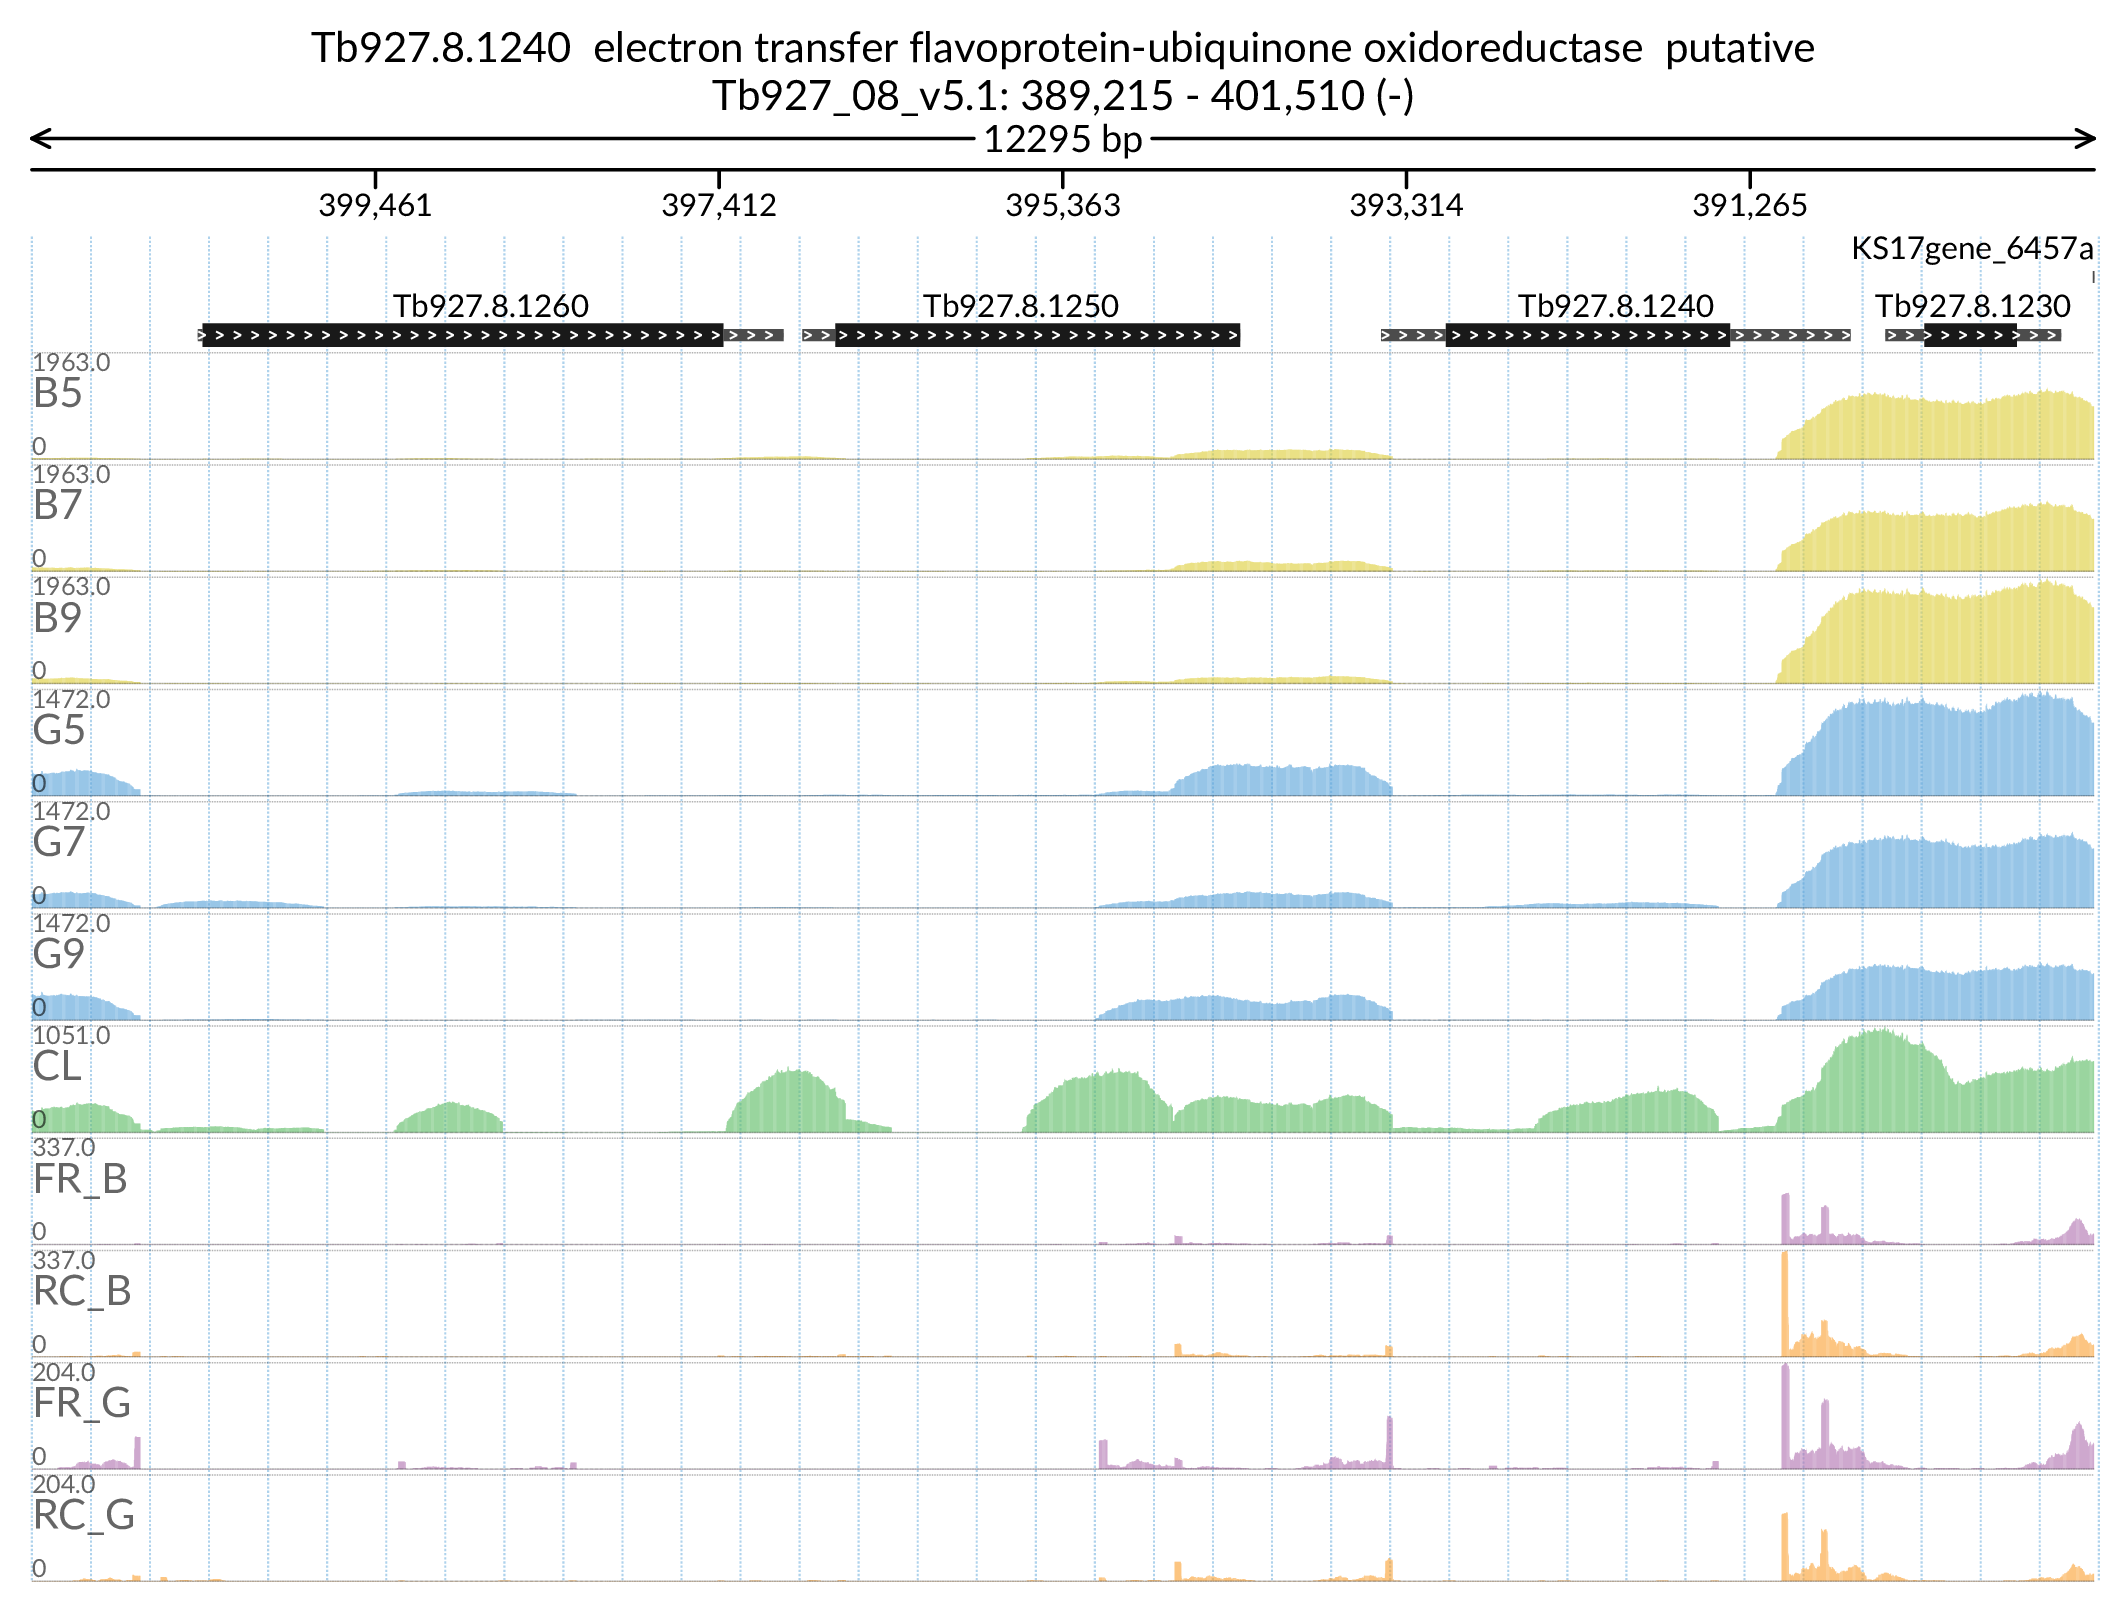 Tb927.8.1240  electron transfer flavoprotein-ubiquinone oxidoreductase  putative
Tb927_08_v5.1: 389,215 - 401,510 (-)
12295 bp
399,461 397,412 395,363 393,314 391,265
KS17gene_6457a
Tb927.8.1260 Tb927.8.1250 Tb927.8.1240 Tb927.8.1230
1963.0
B5
0
1963.0
B7
0
1963.0
B9
0
1472.0
G5
0
1472.0
G7
0
1472.0
G9
0
1051.0
CL
0
337.0
FR_B
0
337.0
RC_B
0
204.0
FR_G
0
204.0
RC_G
0